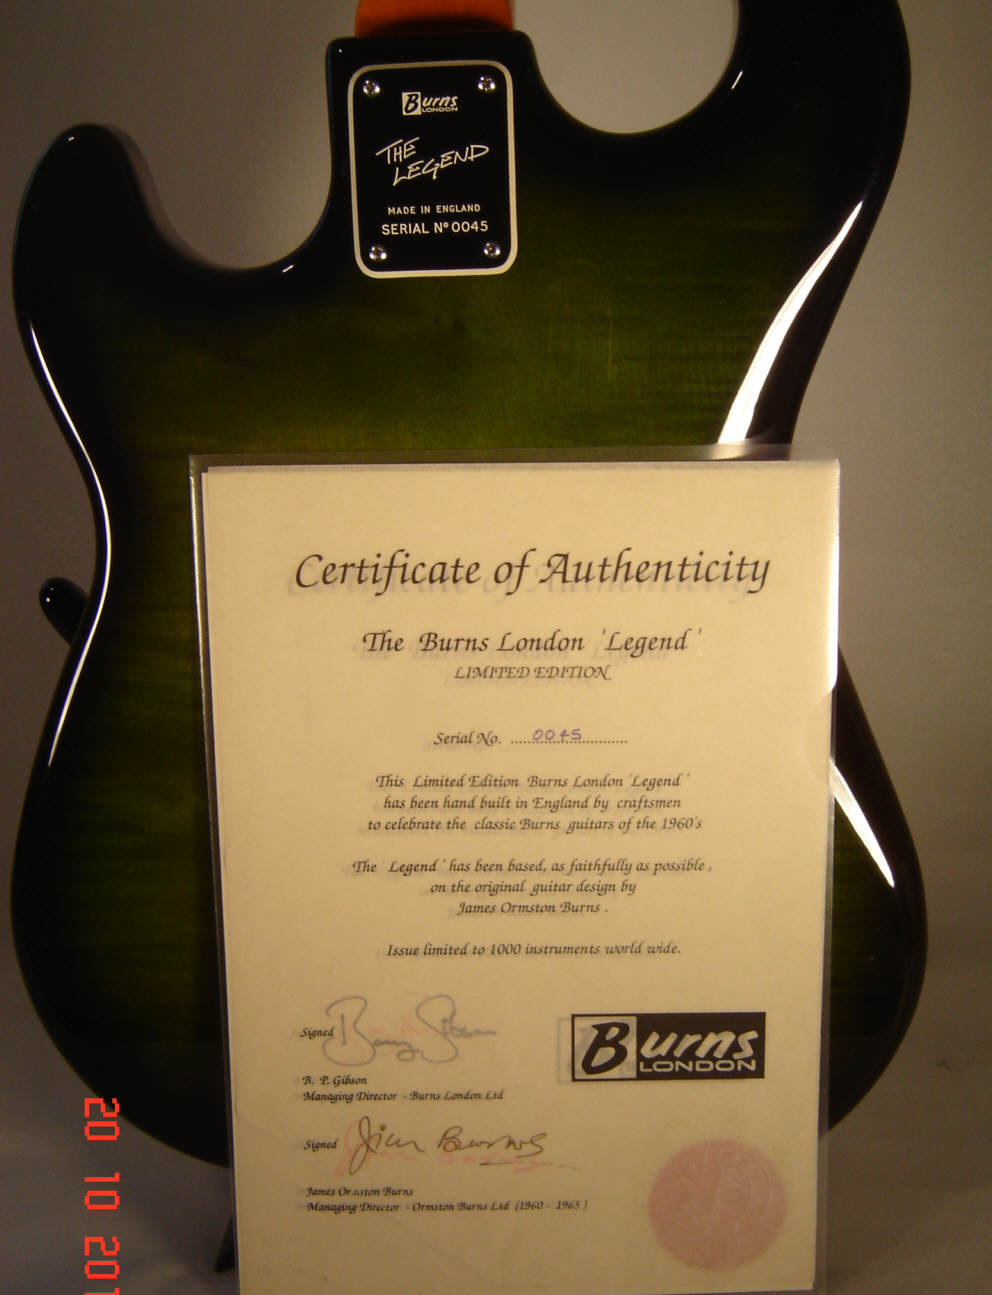 Burns
LONDON
THE
LEGEND
MADE IN ENGLAND
SERIAL Nº 0045
Certificate of Authenticity
The Burns London 'Legend'
LIMITED EDITION
Serial No. ....0045............
This Limited Edition Burns London 'Legend'
has been hand built in England by craftsmen
to celebrate the classic Burns guitars of the 1960's
The 'Legend' has been based, as faithfully as possible,
on the original guitar design by
James Ormston Burns.
Issue limited to 1000 instruments world wide.
Signed Barry Gibson
B. P. Gibson
Managing Director - Burns London Ltd
Burns
LONDON
Signed Jim Burns
James Ormston Burns
Managing Director - Ormston Burns Ltd (1960 - 1965)
20 10 201